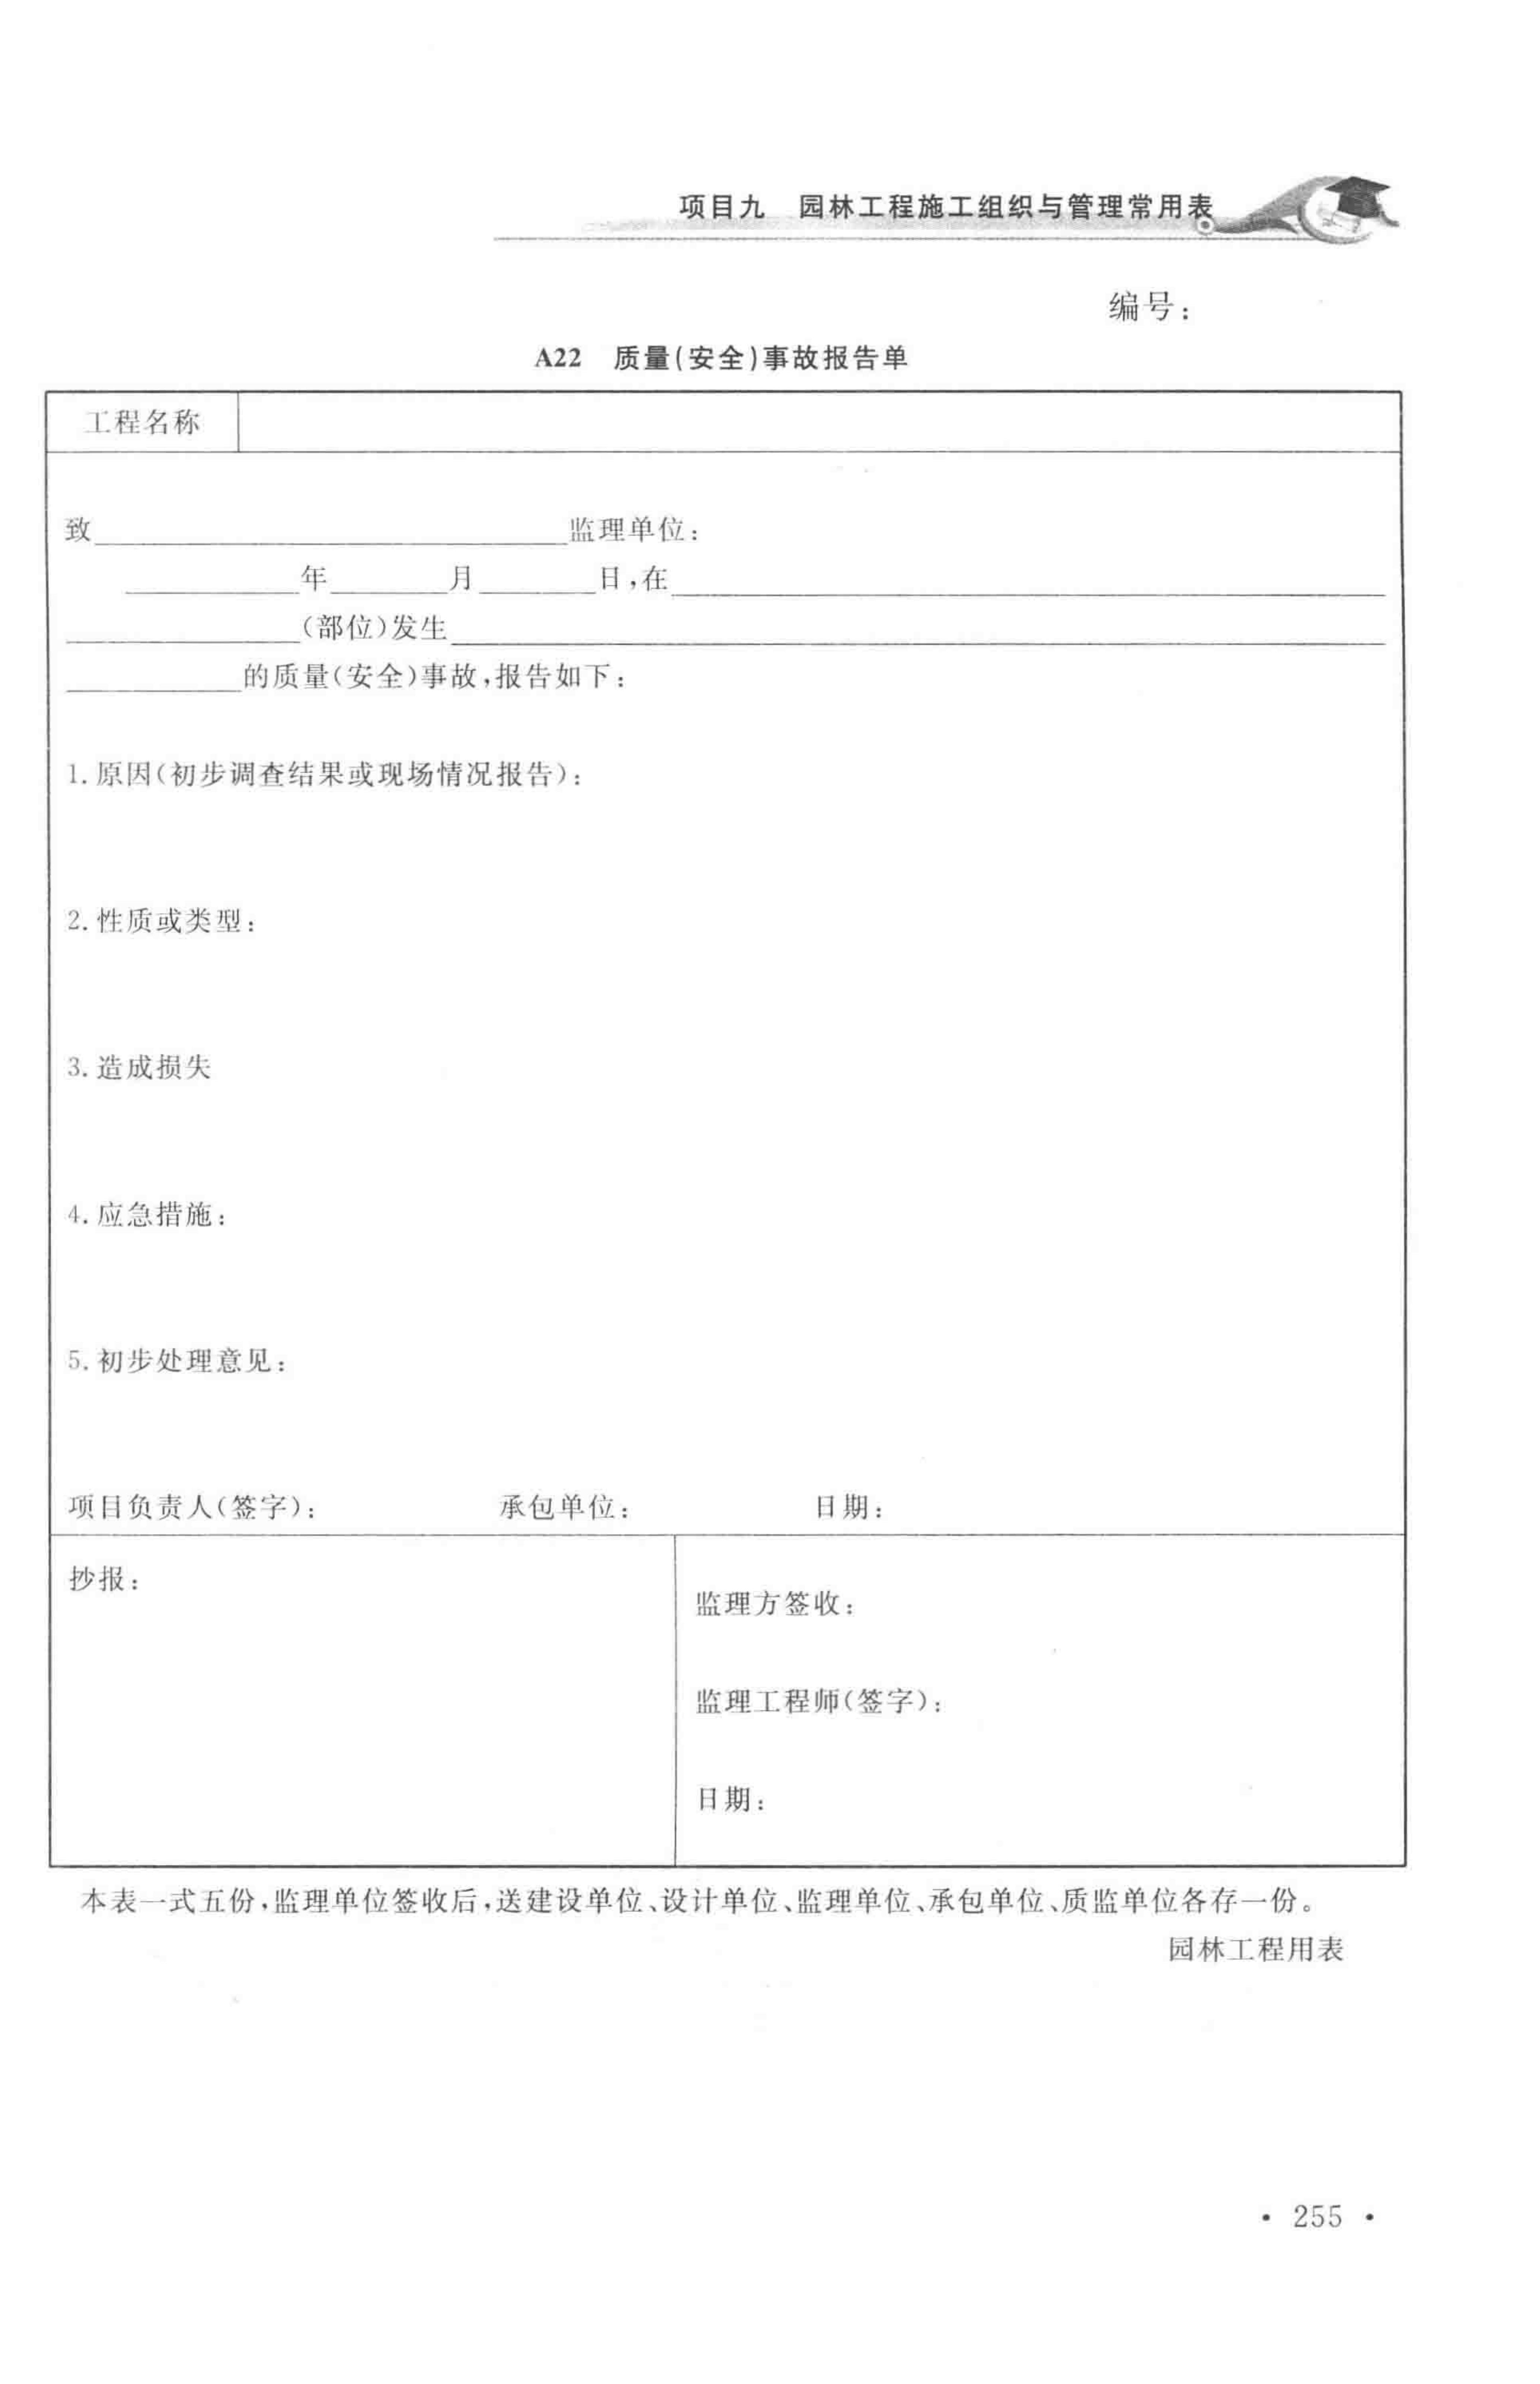 项目九 园林工程施工组织与管理常用表
编号:
A22 质量(安全)事故报告单
工程名称
致________________监理单位:
______年____月____日,在________________________
________(部位)发生________________________________
______的质量(安全)事故,报告如下:
1.原因(初步调查结果或现场情况报告):
2.性质或类型:
3.造成损失
4.应急措施:
5.初步处理意见:
项目负责人(签字): 承包单位: 日期:
抄报:
监理方签收:
监理工程师(签字):
日期:
本表一式五份,监理单位签收后,送建设单位、设计单位、监理单位、承包单位、质监单位各存一份。
园林工程用表
• 255 •